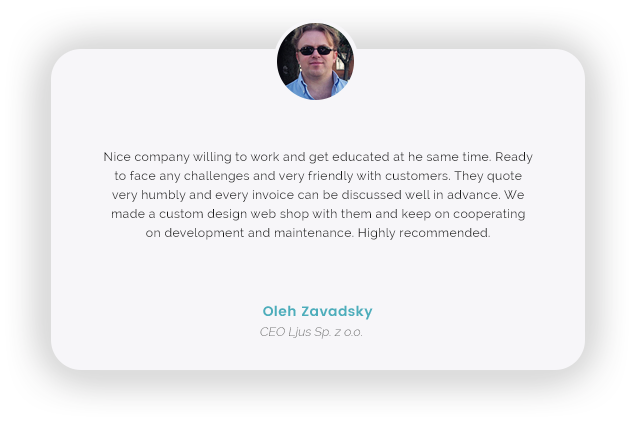 Nice company willing to work and get educated at he same time. Ready
to face any challenges and very friendly with customers. They quote
very humbly and every invoice can be discussed well in advance. We
made a custom design web shop with them and keep on cooperating
on development and maintenance. Highly recommended.
Oleh Zavadsky
CEO Ljus Sp. z o.o.